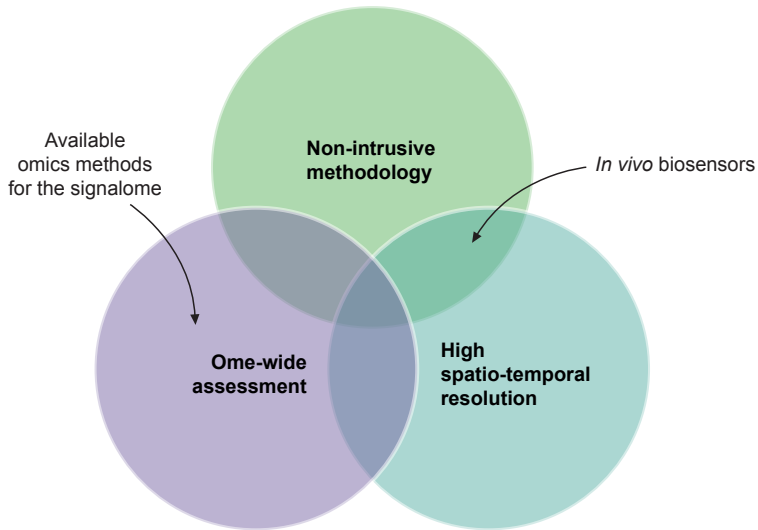 Non-intrusive
methodology
Available
omics methods
for the signalome
In vivo biosensors
Ome-wide
assessment
High
spatio-temporal
resolution